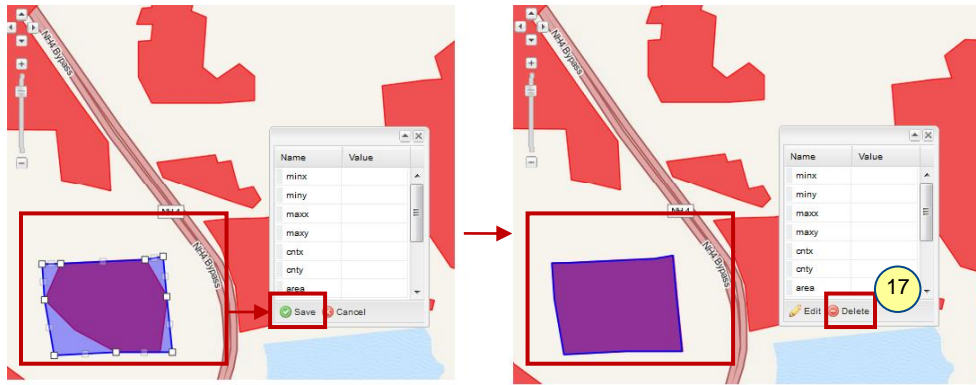 NH4 Bypass
Name Value
minx
miny
maxx
maxy
cntx
cnty
area
Save Cancel
NH4
NH4 Bypass
NH4 Bypass
Name Value
minx
miny
maxx
maxy
cntx
cnty
area
Edit Delete
17
NH4
NH4 Bypass